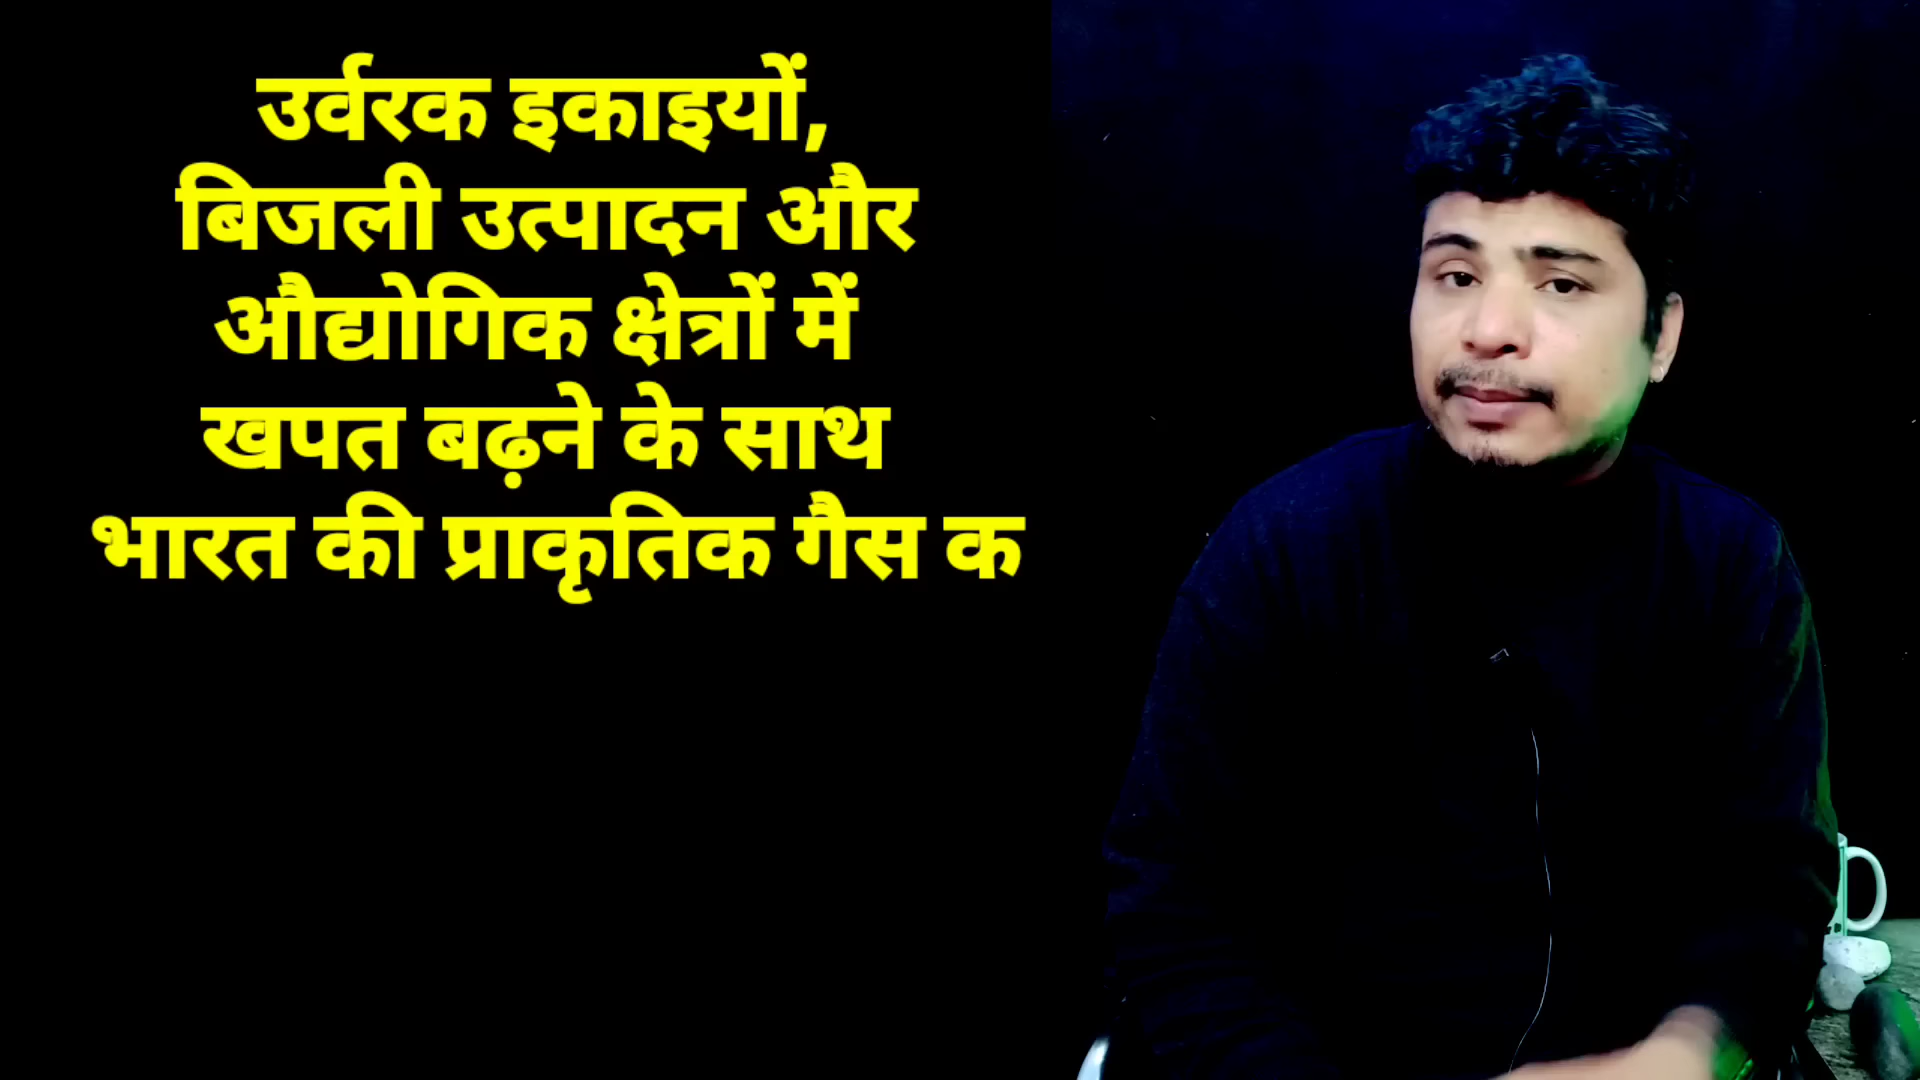 उर्वरक इकाइयों,
बिजली उत्पादन और
औद्योगिक क्षेत्रों में
खपत बढ़ने के साथ
भारत की प्राकृतिक गैस क